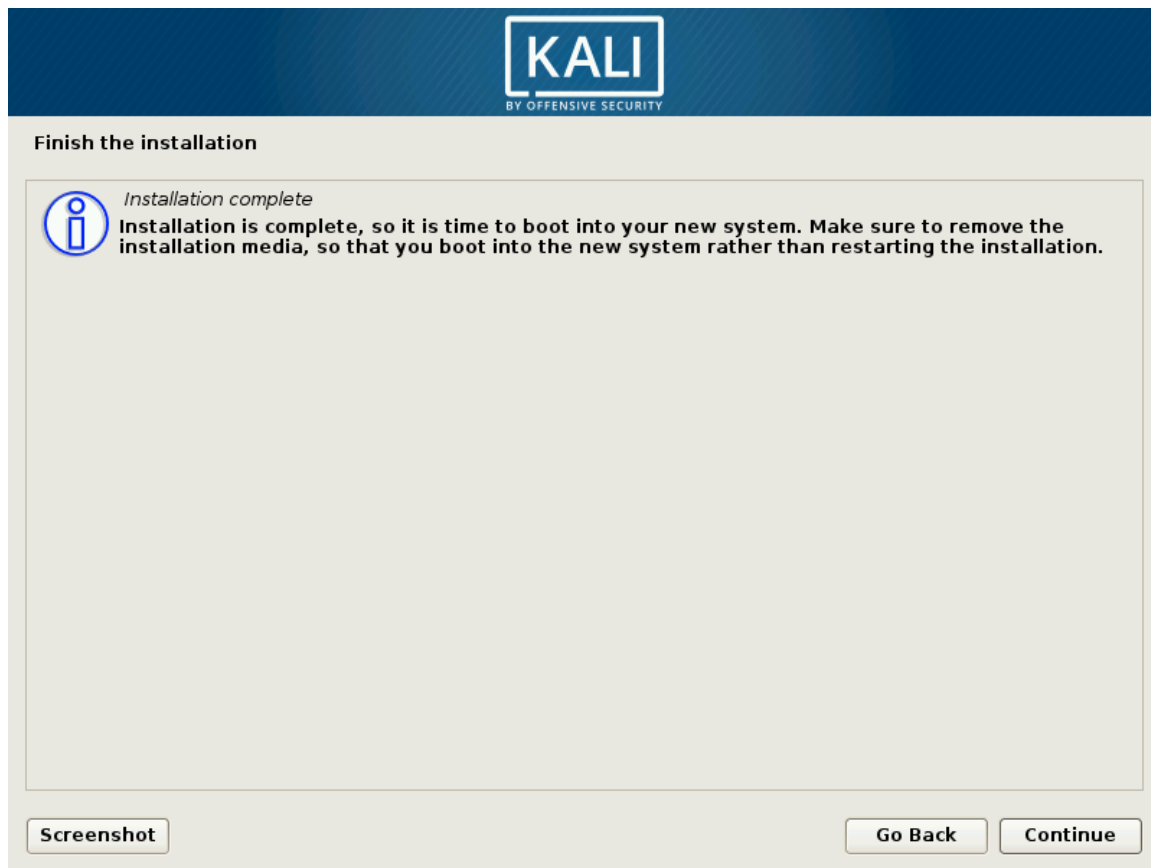 KALI
BY OFFENSIVE SECURITY
Finish the installation
Installation complete
Installation is complete, so it is time to boot into your new system. Make sure to remove the
installation media, so that you boot into the new system rather than restarting the installation.
Screenshot
Go Back
Continue